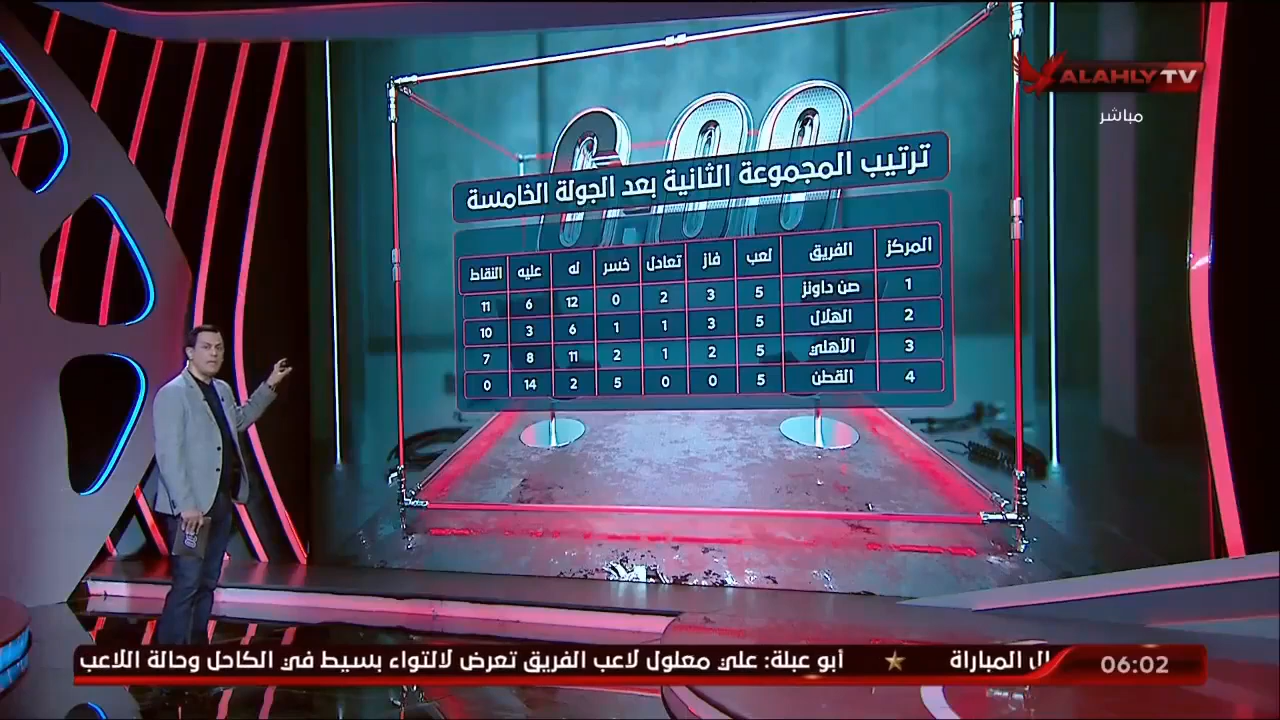 ALAHLY TV
مباشر
ترتيب المجموعة الثانية بعد الجولة الخامسة
المركز الفريق لعب فاز تعادل خسر له عليه النقاط
1 صن داونز 5 3 2 0 12 6 11
2 الهلال 5 3 1 1 6 3 10
3 الأهلي 5 2 1 2 11 8 7
4 القطن 5 0 0 5 2 14 0
06:02 ال المباراة ★ أبو عبلة: علي معلول لاعب الفريق تعرض لالتواء بسيط في الكاحل وحالة اللاعب